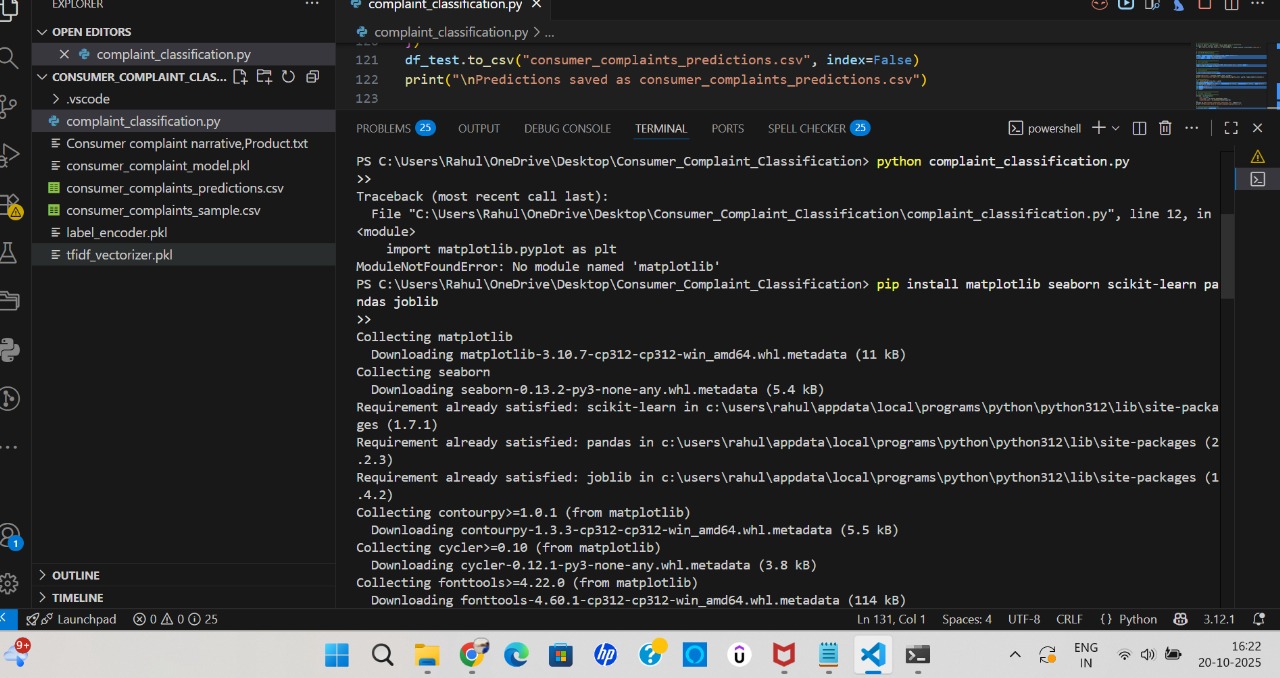 EXPLORER
complaint_classification.py
OPEN EDITORS
complaint_classification.py
CONSUMER_COMPLAINT_CLAS...
.vscode
complaint_classification.py
Consumer complaint narrative,Product.txt
consumer_complaint_model.pkl
consumer_complaints_predictions.csv
consumer_complaints_sample.csv
label_encoder.pkl
tfidf_vectorizer.pkl
OUTLINE
TIMELINE
complaint_classification.py > ...
121 df_test.to_csv("consumer_complaints_predictions.csv", index=False)
122 print("\nPredictions saved as consumer_complaints_predictions.csv")
123
PROBLEMS 25 OUTPUT DEBUG CONSOLE TERMINAL PORTS SPELL CHECKER 25 powershell
PS C:\Users\Rahul\OneDrive\Desktop\Consumer_Complaint_Classification> python complaint_classification.py
>>
Traceback (most recent call last):
File "C:\Users\Rahul\OneDrive\Desktop\Consumer_Complaint_Classification\complaint_classification.py", line 12, in
<module>
import matplotlib.pyplot as plt
ModuleNotFoundError: No module named 'matplotlib'
PS C:\Users\Rahul\OneDrive\Desktop\Consumer_Complaint_Classification> pip install matplotlib seaborn scikit-learn pa
ndas joblib
>>
Collecting matplotlib
Downloading matplotlib-3.10.7-cp312-cp312-win_amd64.whl.metadata (11 kB)
Collecting seaborn
Downloading seaborn-0.13.2-py3-none-any.whl.metadata (5.4 kB)
Requirement already satisfied: scikit-learn in c:\users\rahul\appdata\local\programs\python\python312\lib\site-packa
ges (1.7.1)
Requirement already satisfied: pandas in c:\users\rahul\appdata\local\programs\python\python312\lib\site-packages (2
.2.3)
Requirement already satisfied: joblib in c:\users\rahul\appdata\local\programs\python\python312\lib\site-packages (1
.4.2)
Collecting contourpy>=1.0.1 (from matplotlib)
Downloading contourpy-1.3.3-cp312-cp312-win_amd64.whl.metadata (5.5 kB)
Collecting cycler>=0.10 (from matplotlib)
Downloading cycler-0.12.1-py3-none-any.whl.metadata (3.8 kB)
Collecting fonttools>=4.22.0 (from matplotlib)
Downloading fonttools-4.60.1-cp312-cp312-win_amd64.whl.metadata (114 kB)
1
Launchpad 0 0 25 Ln 131, Col 1 Spaces: 4 UTF-8 CRLF {} Python 3.12.1
9+
hp
ENG
IN
16:22
20-10-2025